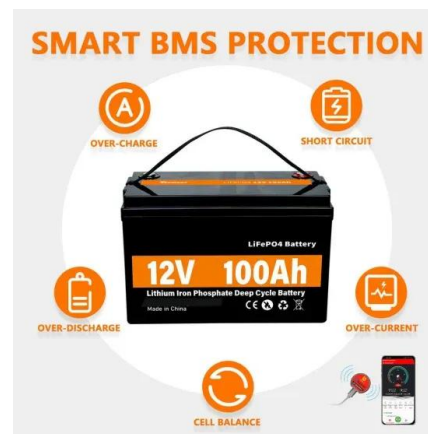 SMART BMS PROTECTION
A
OVER-CHARGE
SHORT CIRCUIT
LiFePO4 Battery
12V 100Ah
Lithium Iron Phosphate Deep Cycle Battery
Made in China
CE
OVER-DISCHARGE
OVER-CURRENT
CELL BALANCE